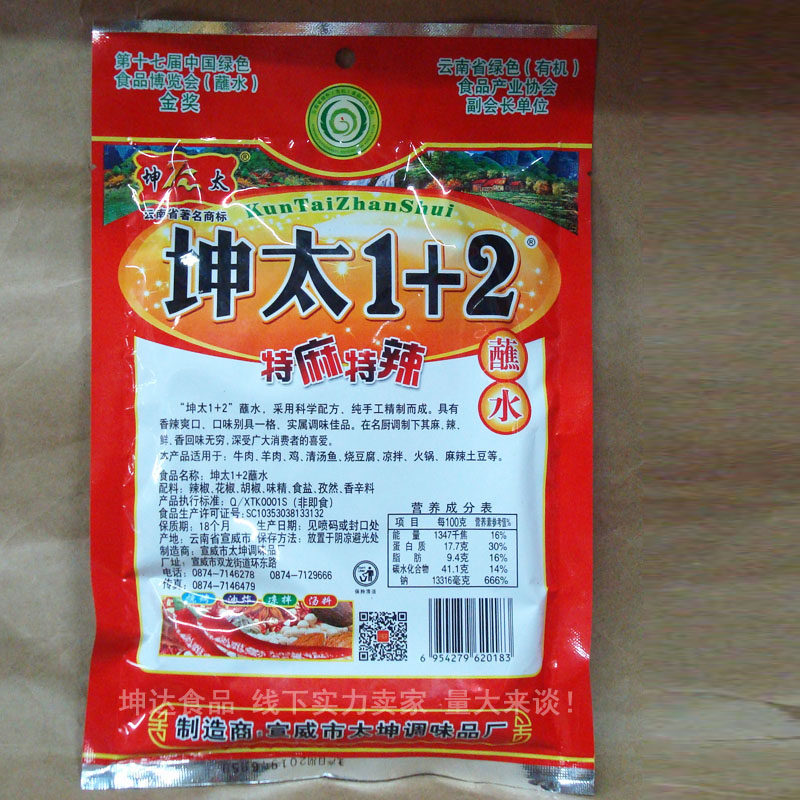 第十七届中国绿色
食品博览会(蘸水)
金奖
云南省绿色(有机)
食品产业协会
副会长单位
坤太®
云南省著名商标
KunTaiZhanShui
坤太1+2®
特麻特辣
蘸水
“坤太1+2”蘸水，采用科学配方、纯手工精制而成。具有
香辣爽口、口味别具一格、实属调味佳品。在名厨调制下其麻、辣、
鲜、香回味无穷，深受广大消费者的喜爱。
本产品适用于：牛肉、羊肉、鸡、清汤鱼、烧豆腐、凉拌、火锅、麻辣土豆等。
食品名称：坤太1+2蘸水
配料：辣椒、花椒、胡椒、味精、食盐、孜然、香辛料
产品执行标准：Q/XTK0001S（非即食）
食品生产许可证号：SC10353038133132
保质期：18个月 生产日期：见喷码或封口处
产地：云南省宣威市 保存方法：放置于阴凉避光处
制造商：宣威市太坤调味品厂
厂址：宣威市双龙街道环东路
电话：0874-7146278 0874-7129666
传真：0874-7146479
保持清洁
营养成分表
项目 每100克 营养素参考值%
能量 1347千焦 16%
蛋白质 17.7克 30%
脂肪 9.4克 16%
碳水化合物 41.1克 14%
钠 13316毫克 666%
凉拌 汤料
6 954279 620183
坤达食品 线下实力卖家 量大来谈！
制造商:宣威市太坤调味品厂